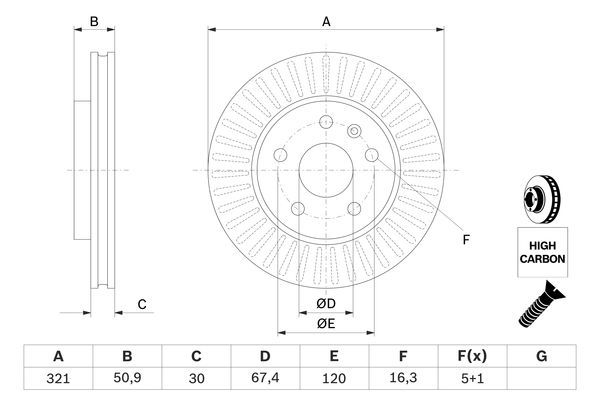 B
A
C
F
ØD
ØE
HIGH
CARBON
A B C D E F F(x) G
321 50,9 30 67,4 120 16,3 5+1